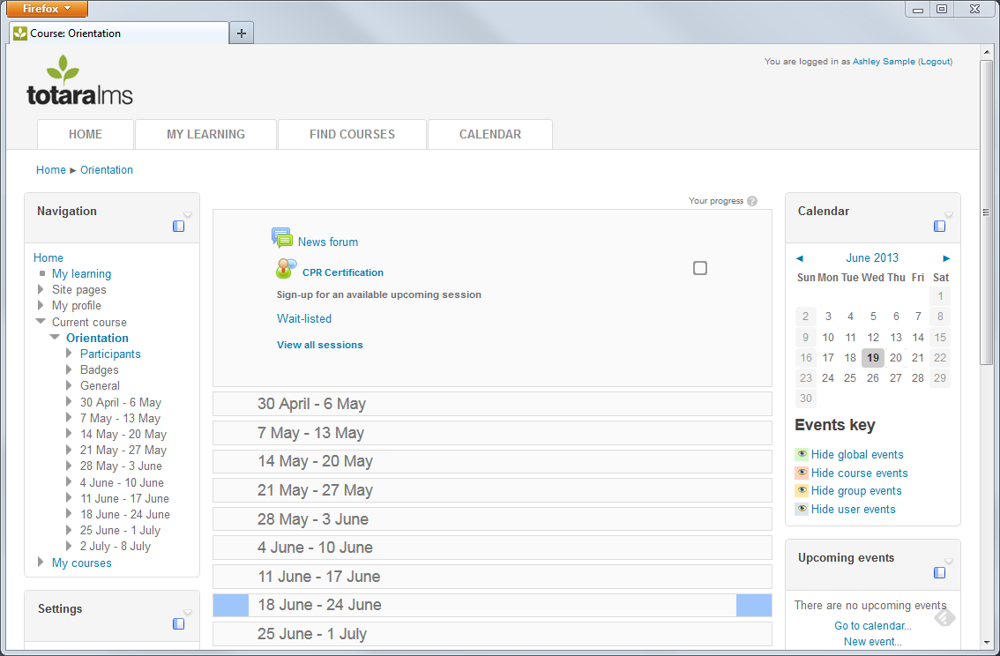 Firefox
Course: Orientation
You are logged in as Ashley Sample (Logout)
totaralms
HOME
MY LEARNING
FIND COURSES
CALENDAR
Home ► Orientation
Navigation
Home
My learning
Site pages
My profile
Current course
Orientation
Participants
Badges
General
30 April - 6 May
7 May - 13 May
14 May - 20 May
21 May - 27 May
28 May - 3 June
4 June - 10 June
11 June - 17 June
18 June - 24 June
25 June - 1 July
2 July - 8 July
My courses
Settings
Your progress ?
News forum
CPR Certification
Sign-up for an available upcoming session
Wait-listed
View all sessions
30 April - 6 May
7 May - 13 May
14 May - 20 May
21 May - 27 May
28 May - 3 June
4 June - 10 June
11 June - 17 June
18 June - 24 June
25 June - 1 July
Calendar
◄ June 2013 ►
Sun Mon Tue Wed Thu Fri Sat
1
2 3 4 5 6 7 8
9 10 11 12 13 14 15
16 17 18 19 20 21 22
23 24 25 26 27 28 29
30
Events key
Hide global events
Hide course events
Hide group events
Hide user events
Upcoming events
There are no upcoming events
Go to calendar...
New event...